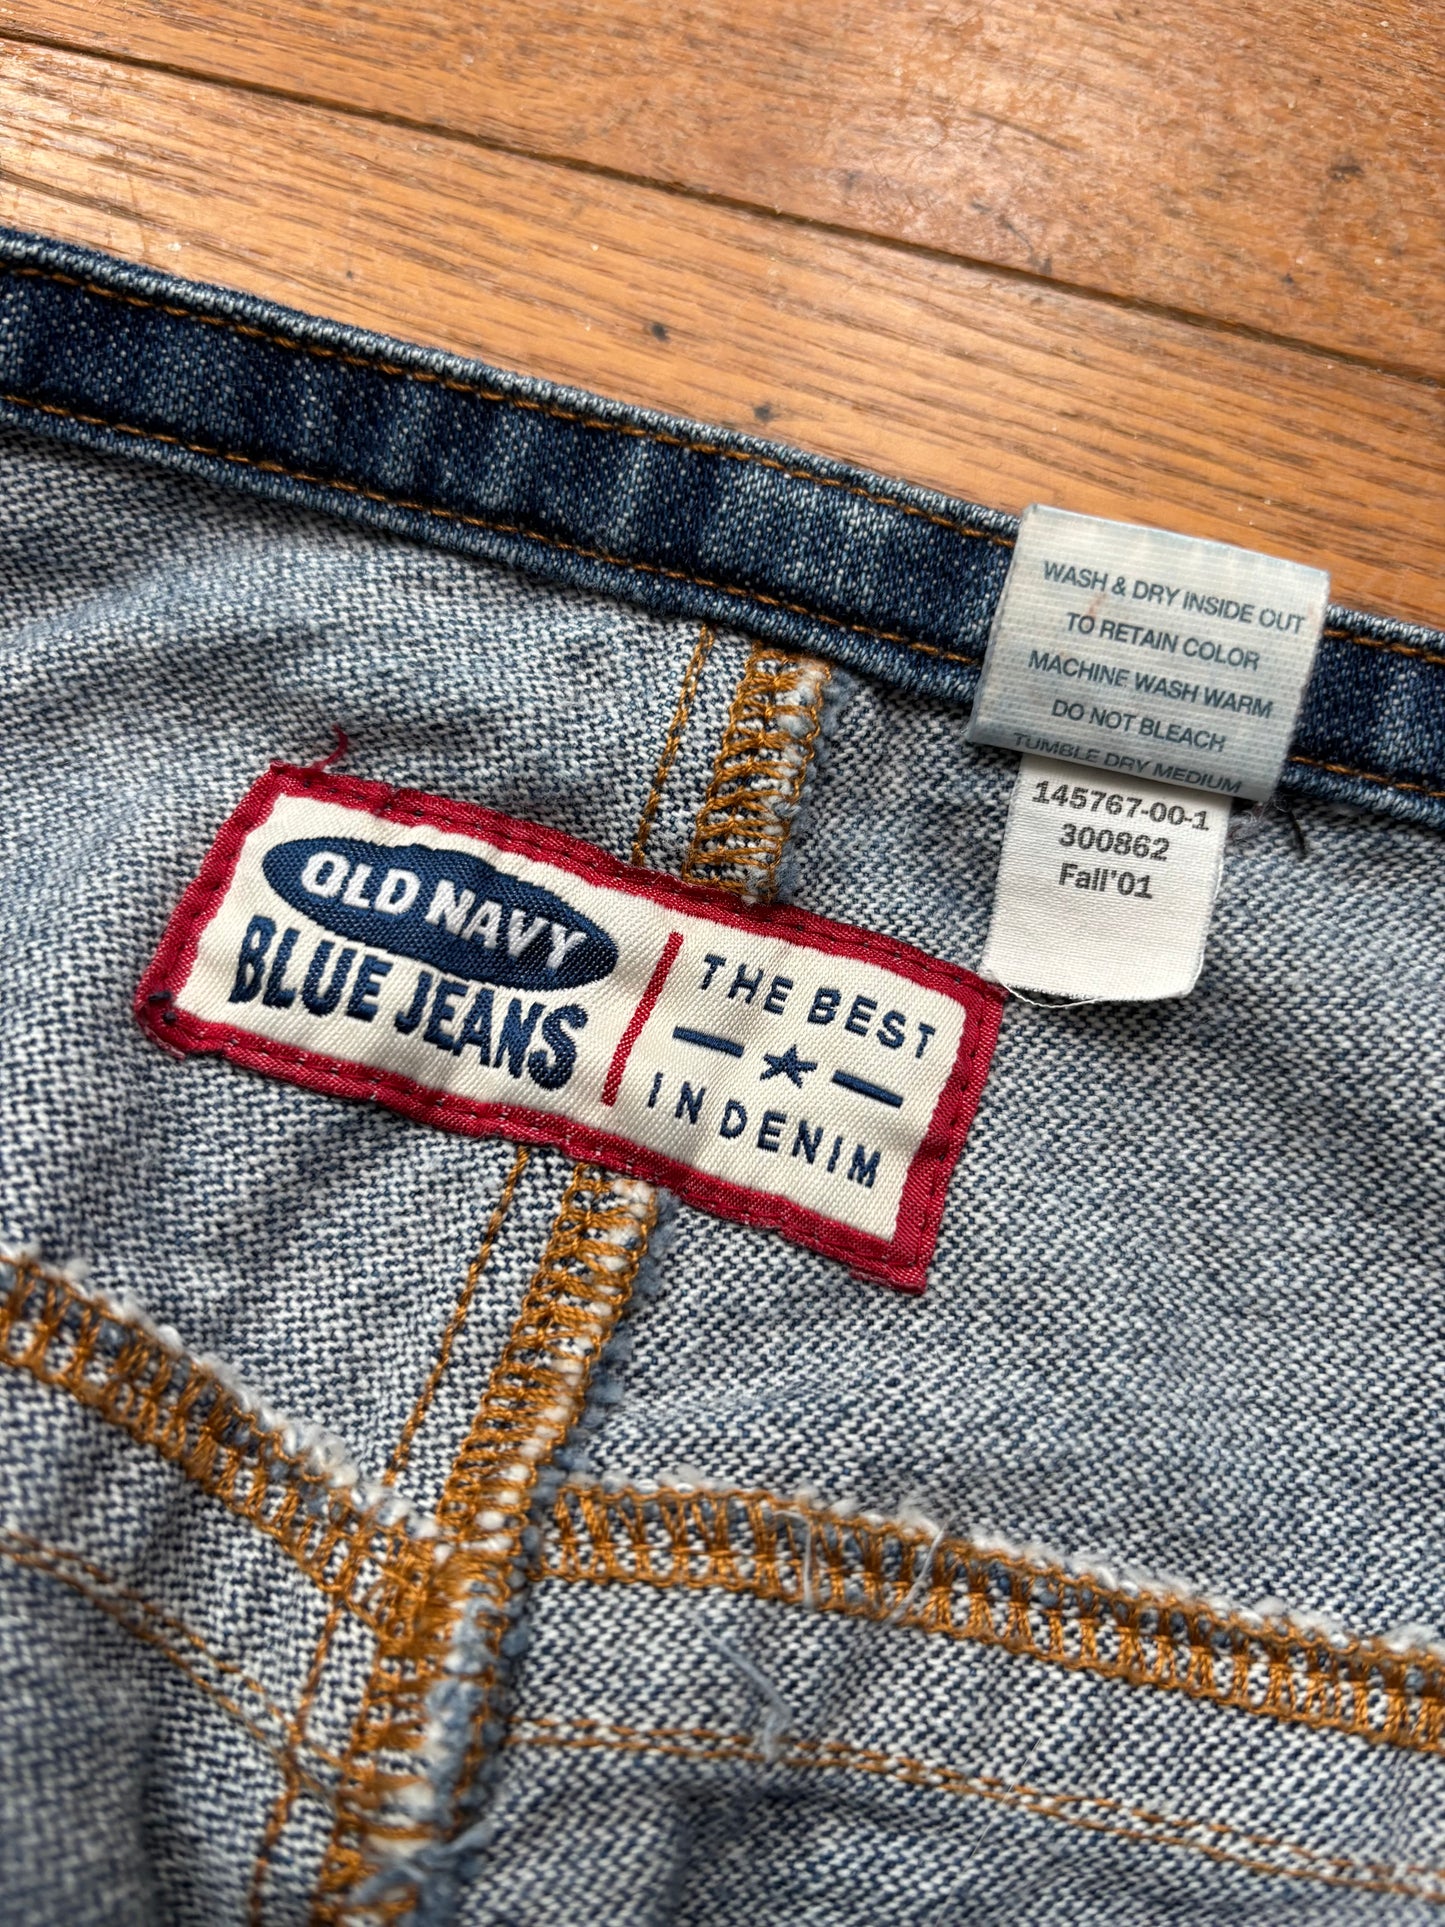 WASH & DRY INSIDE OUT
TO RETAIN COLOR
MACHINE WASH WARM
DO NOT BLEACH
TUMBLE DRY MEDIUM
145767-00-1
300862
Fall'01
OLD NAVY
BLUE JEANS
THE BEST
IN DENIM